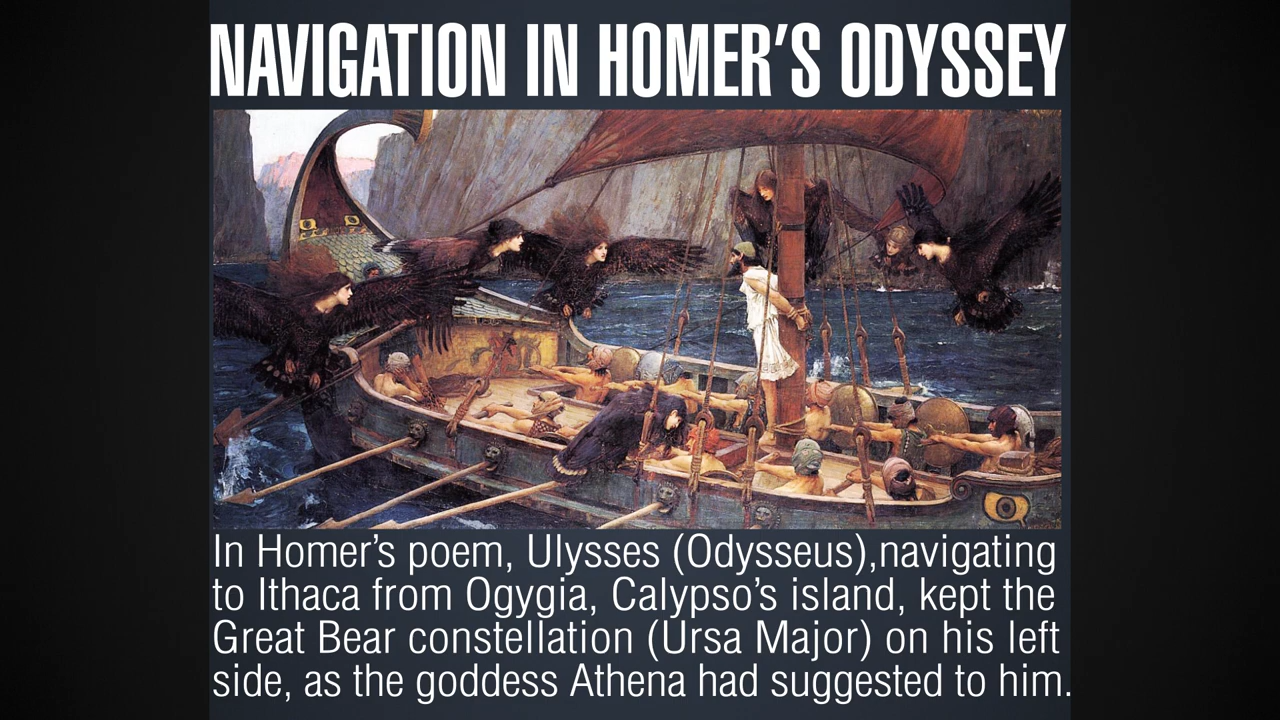 NAVIGATION IN HOMER'S ODYSSEY
In Homer's poem, Ulysses (Odysseus),navigating
to Ithaca from Ogygia, Calypso's island, kept the
Great Bear constellation (Ursa Major) on his left
side, as the goddess Athena had suggested to him.